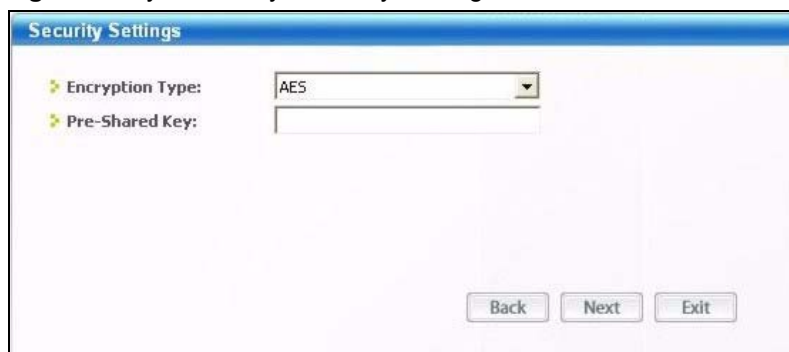 Security Settings
Encryption Type: AES
Pre-Shared Key:
Back Next Exit